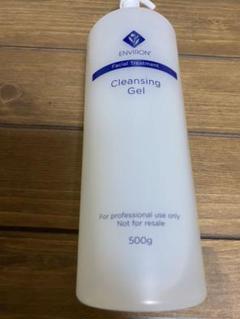 ENVIRON
Facial Treatment
Cleansing
Gel
For professional use only
Not for resale
500g